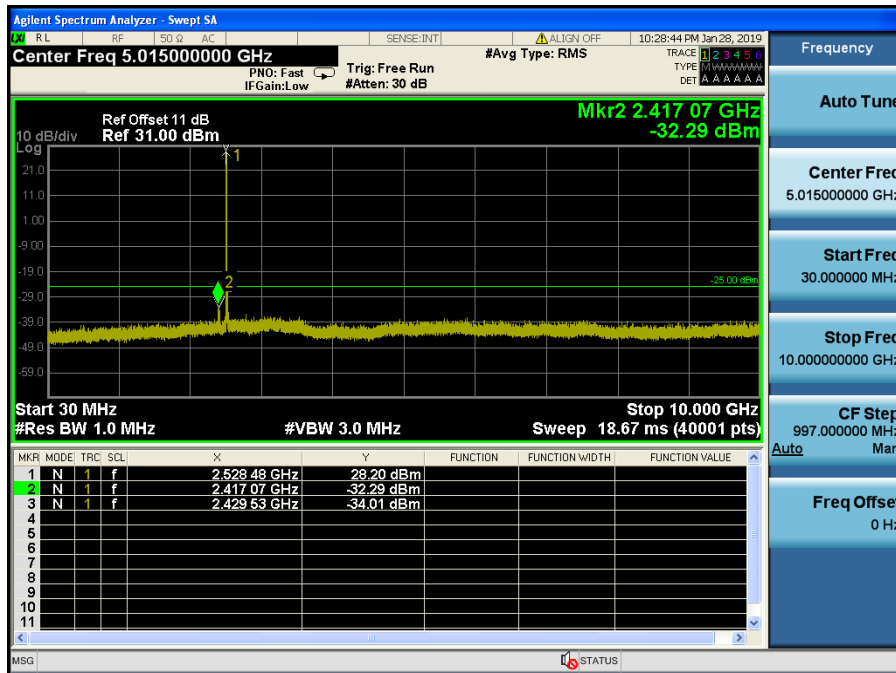 Agilent Spectrum Analyzer - Swept SA
LXI RL RF 50 Ω AC SENSE:INT ALIGN OFF 10:28:44 PM Jan 28, 2019
Center Freq 5.015000000 GHz
PNO: Fast
IFGain:Low
Trig: Free Run
#Atten: 30 dB
#Avg Type: RMS
TRACE 1 2 3 4 5 6
TYPE M W W W W W
DET A A A A A A
Ref Offset 11 dB
10 dB/div Ref 31.00 dBm
Log
Mkr2 2.417 07 GHz
-32.29 dBm
21.0
11.0
1.00
-9.00
-19.0
-29.0
-39.0
-49.0
-59.0
1
2
-25.00 dBm
Start 30 MHz Stop 10.000 GHz
#Res BW 1.0 MHz #VBW 3.0 MHz Sweep 18.67 ms (40001 pts)
MKR MODE TRC SCL X Y FUNCTION FUNCTION WIDTH FUNCTION VALUE
1 N 1 f 2.528 48 GHz 28.20 dBm
2 N 1 f 2.417 07 GHz -32.29 dBm
3 N 1 f 2.429 53 GHz -34.01 dBm
4
5
6
7
8
9
10
11
MSG STATUS
Frequency
Auto Tune
Center Freq
5.015000000 GHz
Start Freq
30.000000 MHz
Stop Freq
10.000000000 GHz
CF Step
997.000000 MHz
Auto Man
Freq Offset
0 Hz